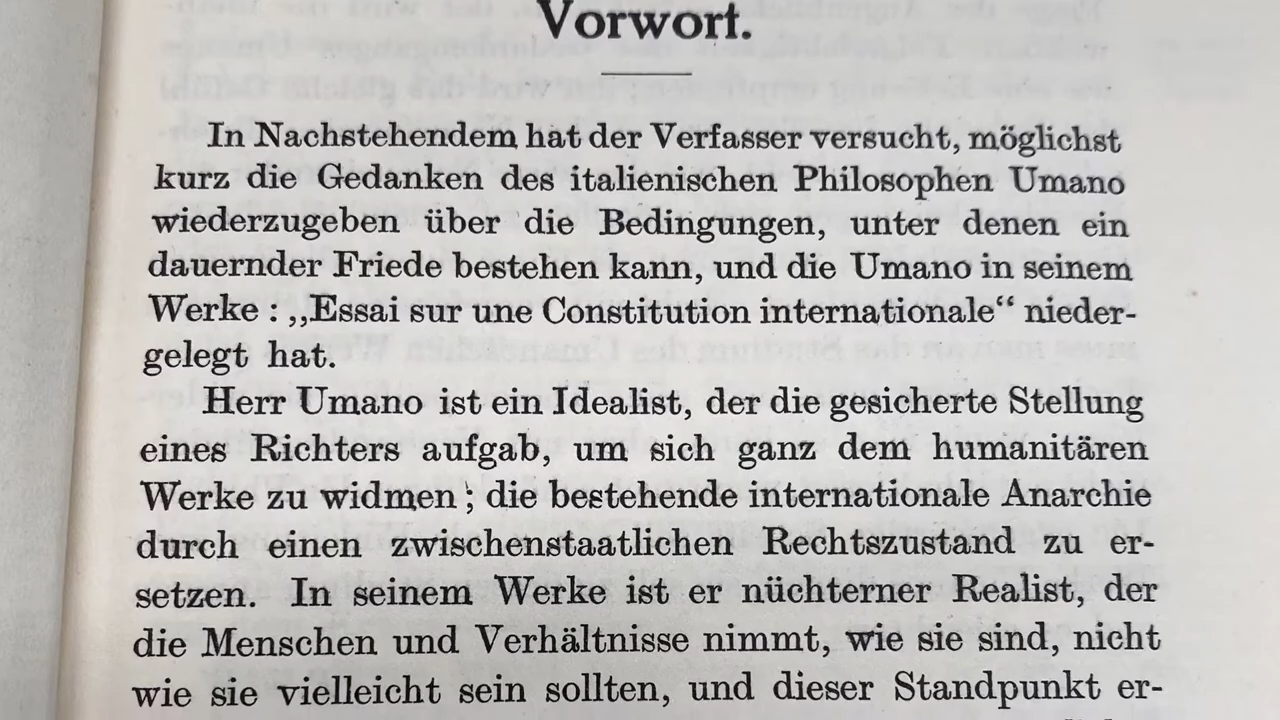 Vorwort.
In Nachstehendem hat der Verfasser versucht, möglichst
kurz die Gedanken des italienischen Philosophen Umano
wiederzugeben über die Bedingungen, unter denen ein
dauernder Friede bestehen kann, und die Umano in seinem
Werke : ,,Essai sur une Constitution internationale“ nieder-
gelegt hat.
Herr Umano ist ein Idealist, der die gesicherte Stellung
eines Richters aufgab, um sich ganz dem humanitären
Werke zu widmen; die bestehende internationale Anarchie
durch einen zwischenstaatlichen Rechtszustand zu er-
setzen. In seinem Werke ist er nüchterner Realist, der
die Menschen und Verhältnisse nimmt, wie sie sind, nicht
wie sie vielleicht sein sollten, und dieser Standpunkt er-